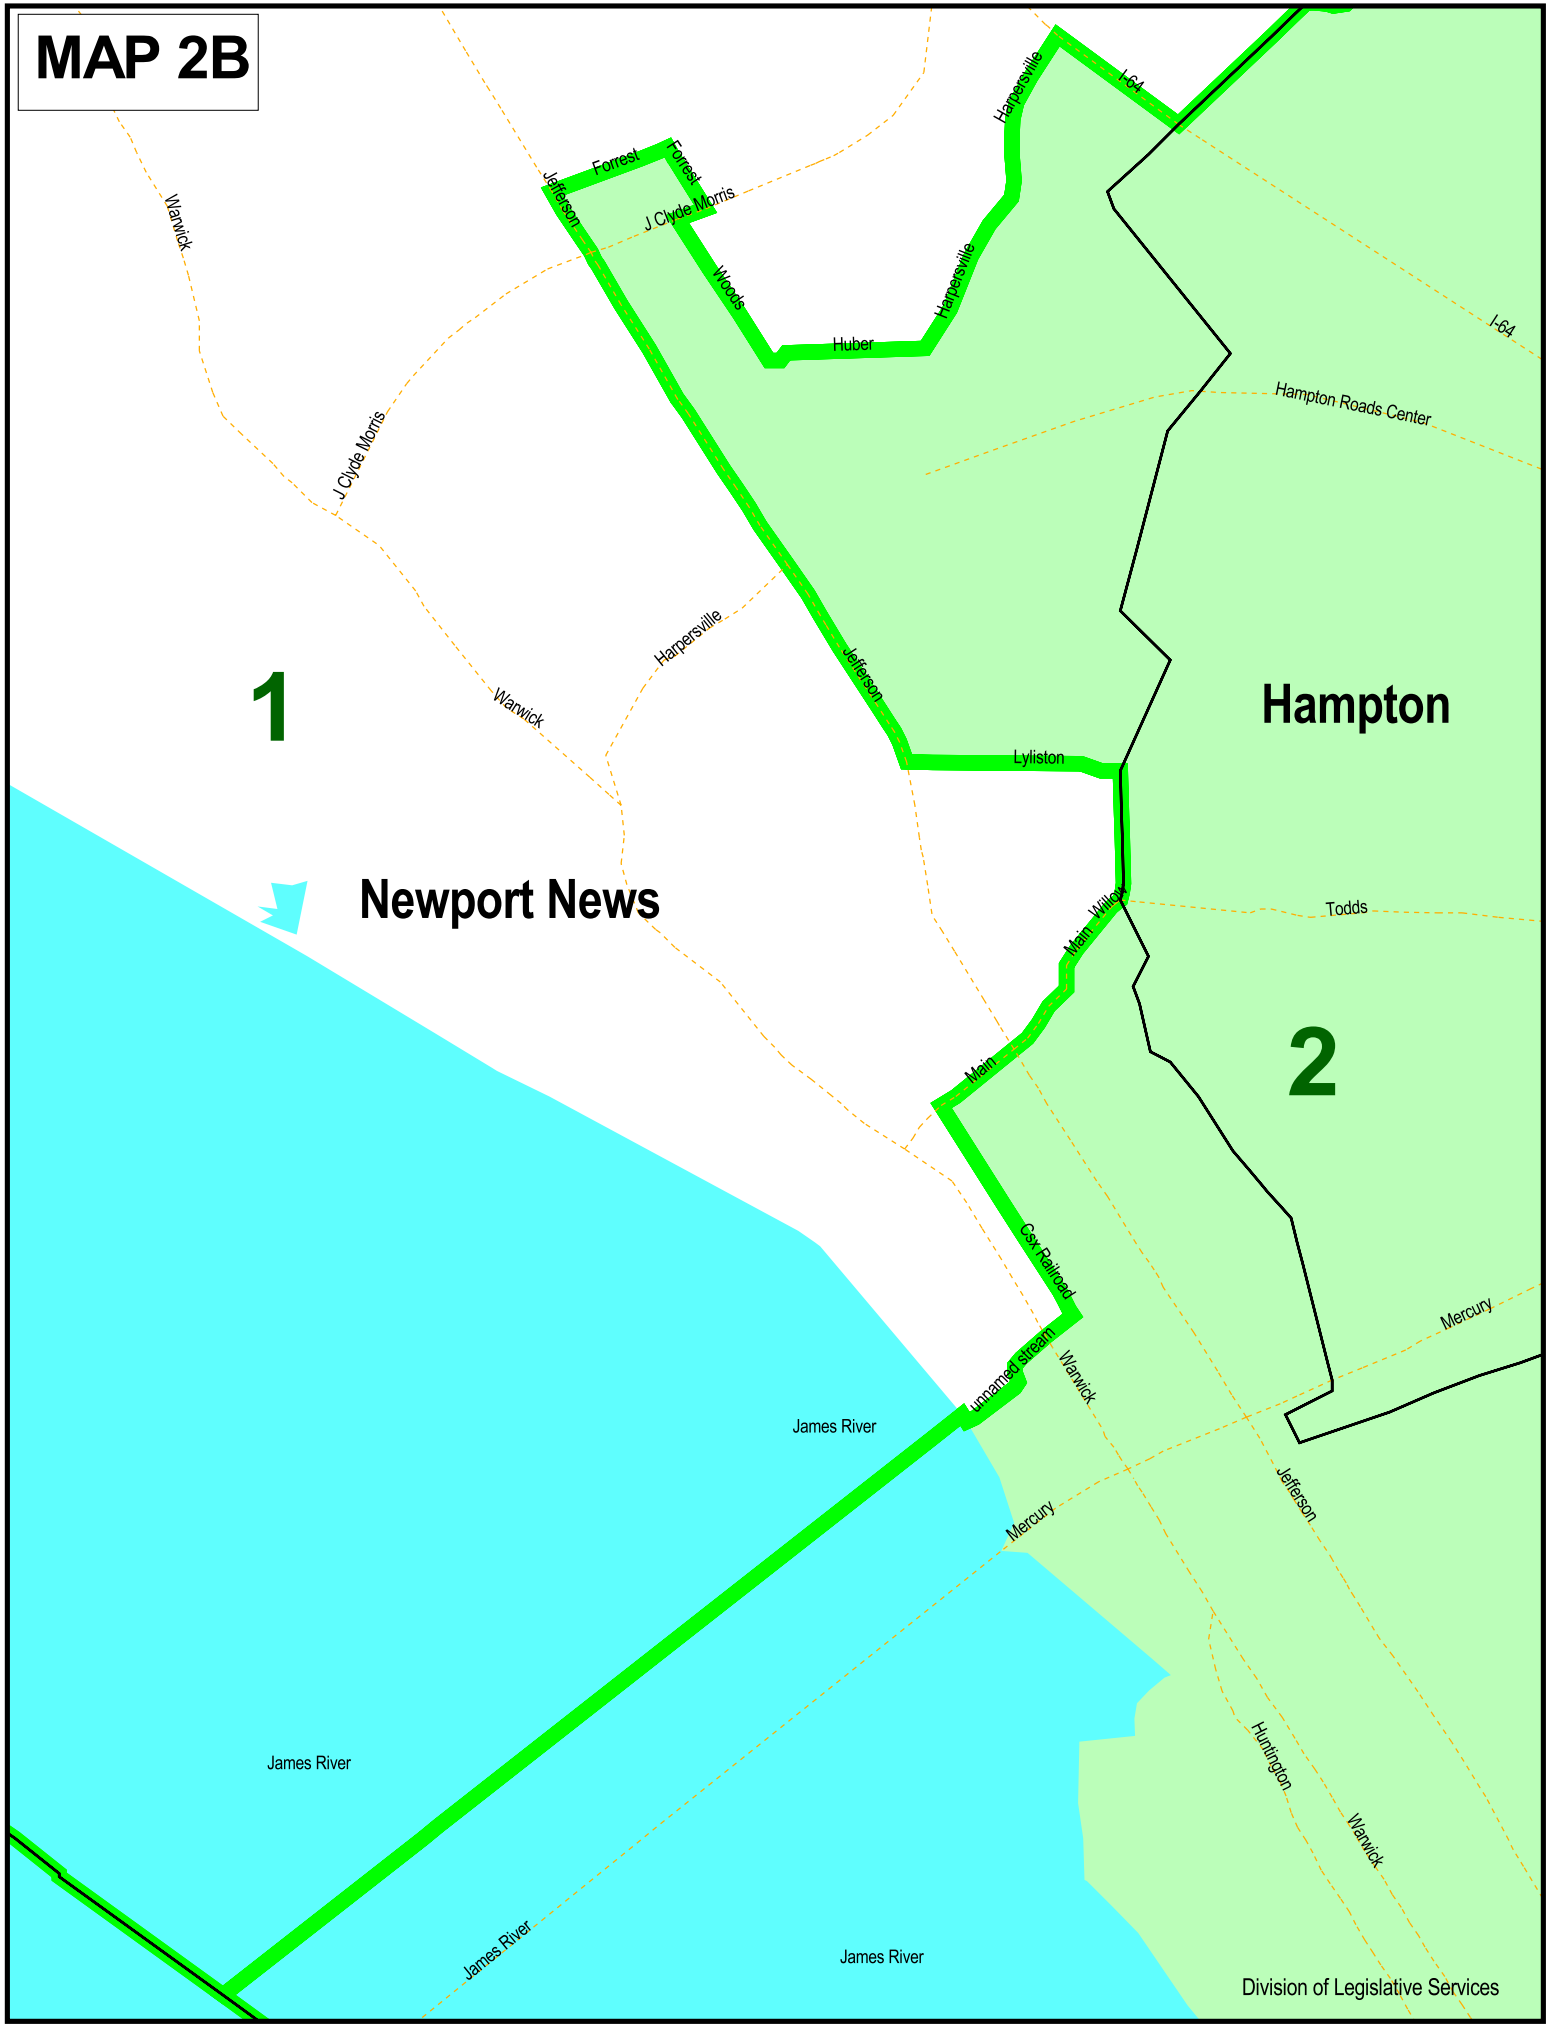 MAP 2B
I-64
Harpersville
Forrest
Forrest
Jefferson
J Clyde Morris
Warwick
Woods
Harpersville
Huber
I-64
Hampton Roads Center
J Clyde Morris
Harpersville
Jefferson
Warwick
1
Hampton
Lyliston
Newport News
Willow
Todds
Main
2
Main
Csx Railroad
Mercury
unnamed stream
Warwick
James River
Jefferson
Mercury
James River
Huntington
Warwick
James River
James River
Division of Legislative Services